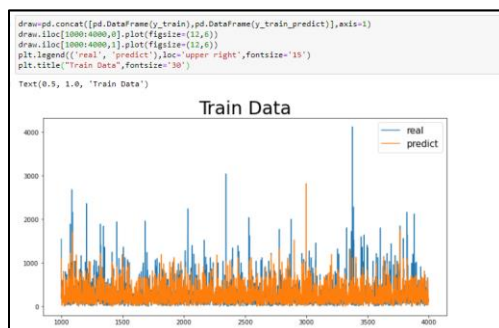 draw=pd.concat([pd.DataFrame(y_train),pd.DataFrame(y_train_predict)],axis=1)
draw.iloc[1000:4000,0].plot(figsize=(12,6))
draw.iloc[1000:4000,1].plot(figsize=(12,6))
plt.legend(('real', 'predict'),loc='upper right',fontsize='15')
plt.title("Train Data",fontsize='30')
Text(0.5, 1.0, 'Train Data')
Train Data
real
predict
4000
3000
2000
1000
0
1000 1500 2000 2500 3000 3500 4000